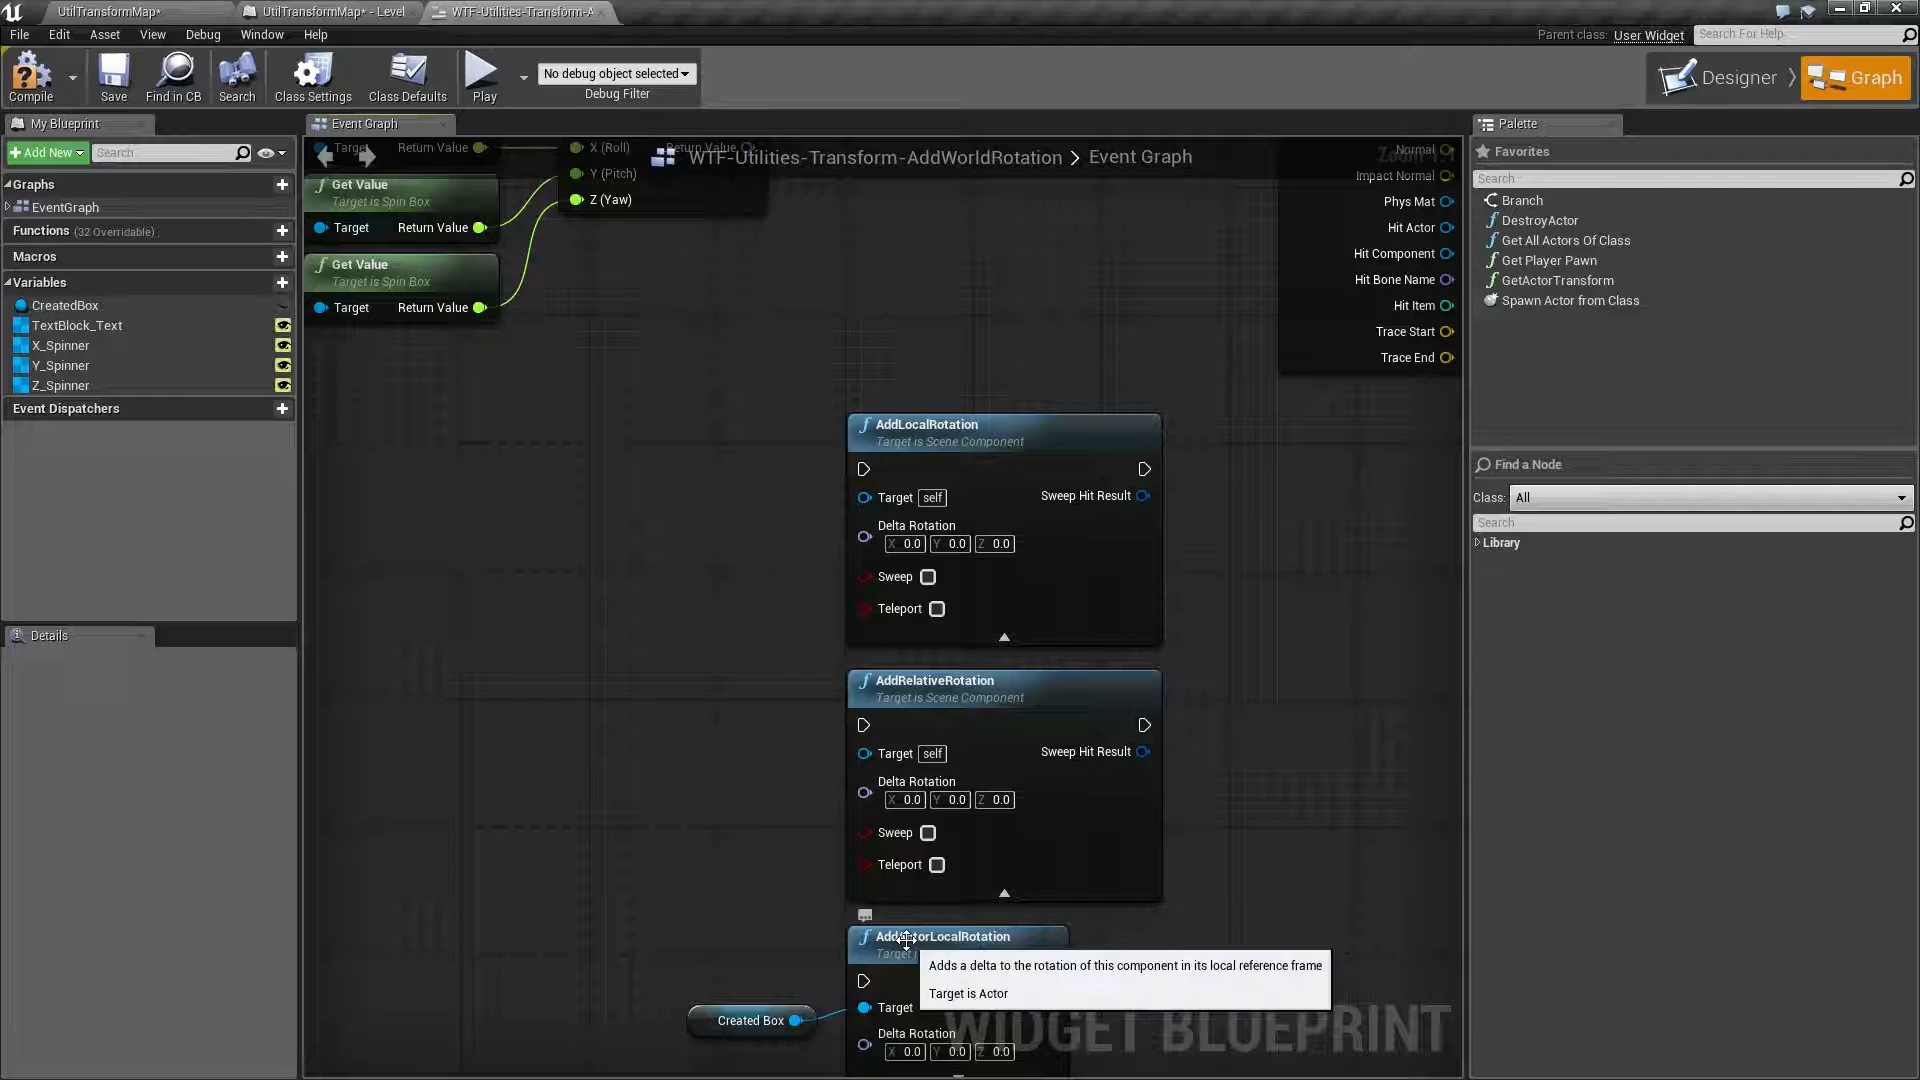 UtilTransformMap*
UtilTransformMap* - Level
WTF-Utilities-Transform-A
File
Edit
Asset
View
Debug
Window
Help
Parent class:
User Widget
Search For Help
Compile
Save
Find in CB
Search
Class Settings
Class Defaults
Play
No debug object selected
Debug Filter
Designer
Graph
My Blueprint
Add New
Search
Graphs
EventGraph
Functions (32 Overridable)
Macros
Variables
CreatedBox
TextBlock_Text
X_Spinner
Y_Spinner
Z_Spinner
Event Dispatchers
Details
Event Graph
WTF-Utilities-Transform-AddWorldRotation > Event Graph
Target
Return Value
X (Roll)
Return Value
Y (Pitch)
Z (Yaw)
Get Value
Target is Spin Box
Target
Return Value
Get Value
Target is Spin Box
Target
Return Value
Normal
Impact Normal
Phys Mat
Hit Actor
Hit Component
Hit Bone Name
Hit Item
Trace Start
Trace End
AddLocalRotation
Target is Scene Component
Target self
Sweep Hit Result
Delta Rotation
X 0.0 Y 0.0 Z 0.0
Sweep
Teleport
AddRelativeRotation
Target is Scene Component
Target self
Sweep Hit Result
Delta Rotation
X 0.0 Y 0.0 Z 0.0
Sweep
Teleport
Adds a delta to the rotation of this component in its local reference frame
Target is Actor
Created Box
Target
Delta Rotation
X 0.0 Y 0.0 Z 0.0
WIDGET BLUEPRINT
Palette
Favorites
Search
Branch
DestroyActor
Get All Actors Of Class
Get Player Pawn
GetActorTransform
Spawn Actor from Class
Find a Node
Class: All
Search
Library